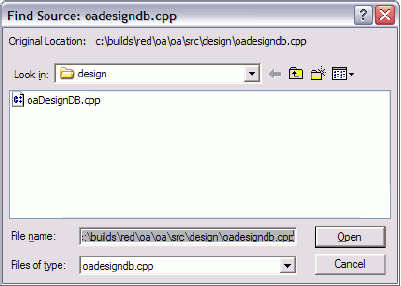 Find Source: oadesigndb.cpp
Original Location: c:\builds\red\oa\oa\src\design\oadesigndb.cpp
Look in: design
oaDesignDB.cpp
File name: :\builds\red\oa\oa\src\design\oadesigndb.cpp Open
Files of type: oadesigndb.cpp Cancel